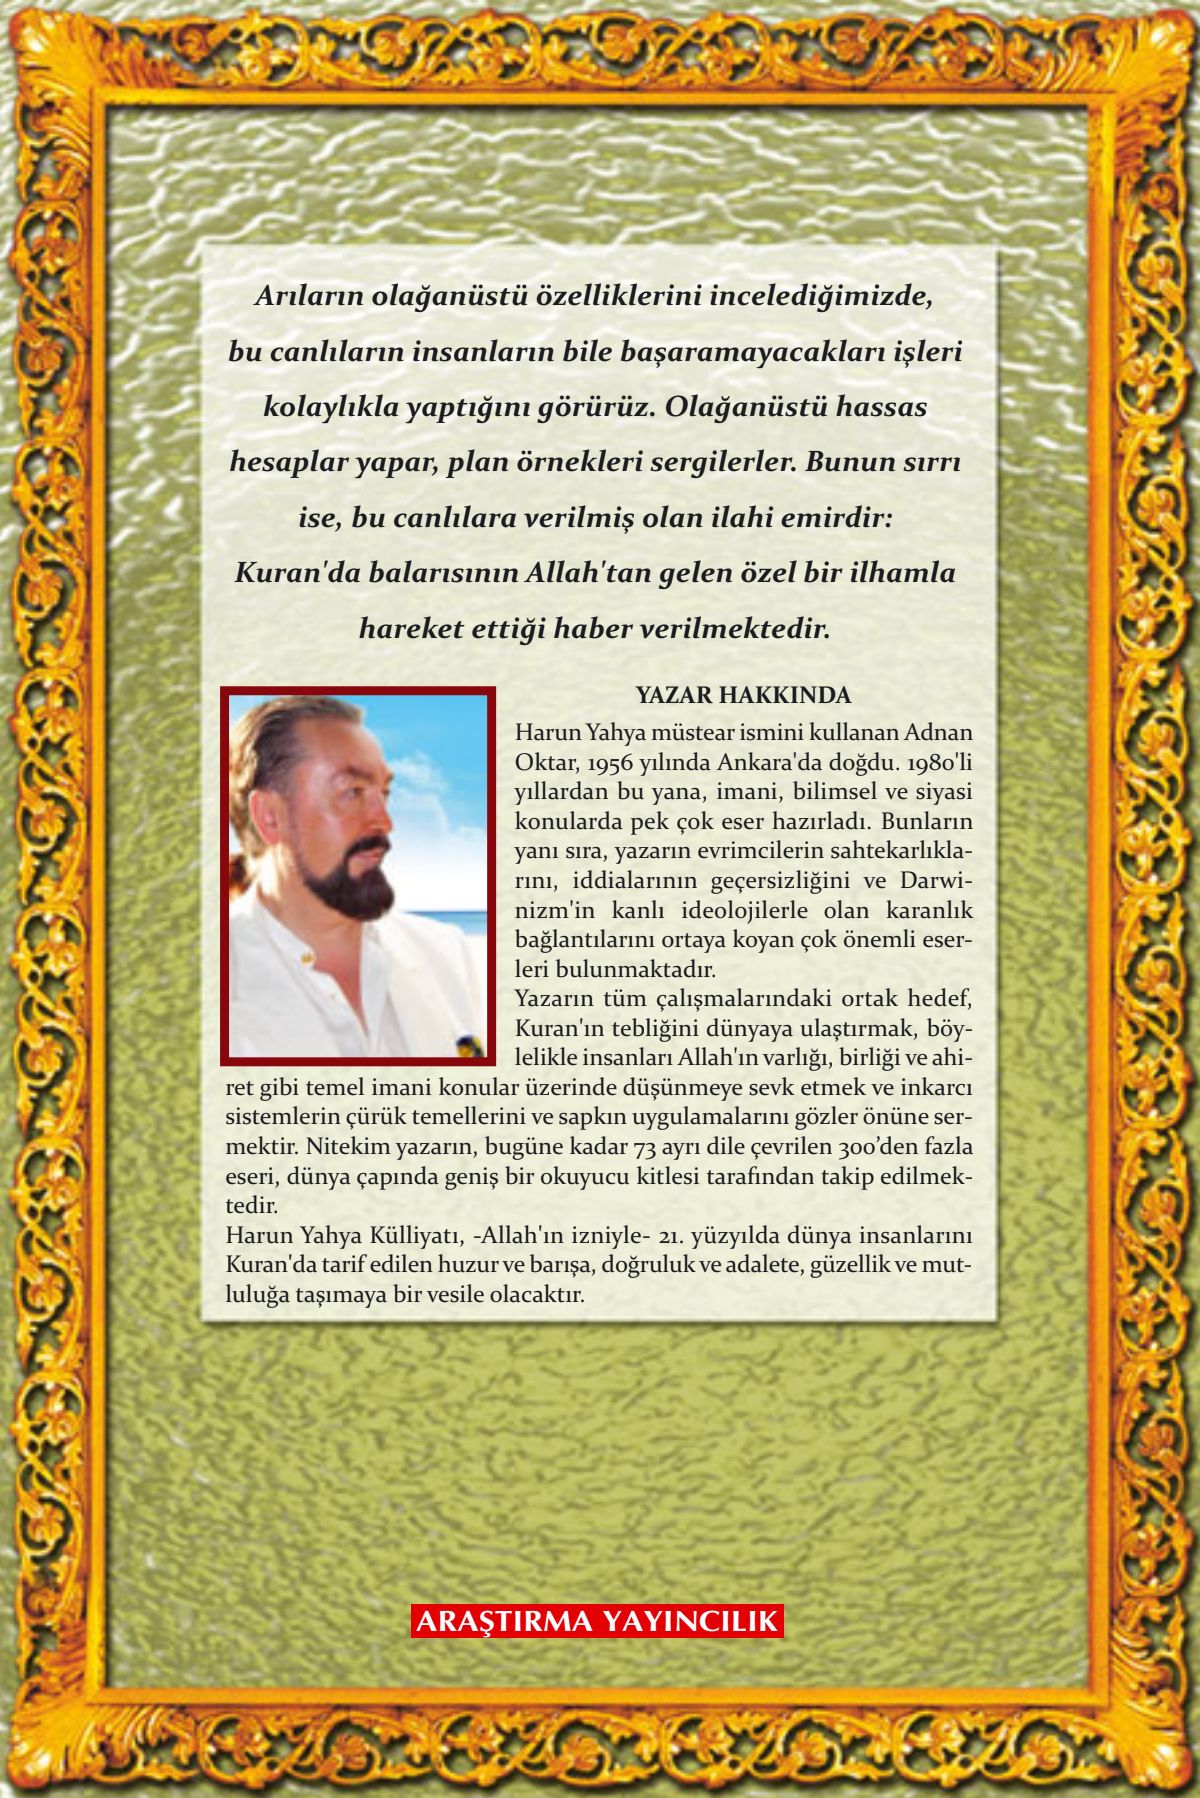 Arıların olağanüstü özelliklerini incelediğimizde,
bu canlıların insanların bile başaramayacakları işleri
kolaylıkla yaptığını görürüz. Olağanüstü hassas
hesaplar yapar, plan örnekleri sergilerler. Bunun sırrı
ise, bu canlılara verilmiş olan ilahi emirdir:
Kuran'da balarısının Allah'tan gelen özel bir ilhamla
hareket ettiği haber verilmektedir.
YAZAR HAKKINDA
Harun Yahya müstear ismini kullanan Adnan
Oktar, 1956 yılında Ankara'da doğdu. 1980'li
yıllardan bu yana, imani, bilimsel ve siyasi
konularda pek çok eser hazırladı. Bunların
yanı sıra, yazarın evrimcilerin sahtekarlıkla-
rını, iddialarının geçersizliğini ve Darwi-
nizm'in kanlı ideolojilerle olan karanlık
bağlantılarını ortaya koyan çok önemli eser-
leri bulunmaktadır.
Yazarın tüm çalışmalarındaki ortak hedef,
Kuran'ın tebliğini dünyaya ulaştırmak, böy-
lelikle insanları Allah'ın varlığı, birliği ve ahi-
ret gibi temel imani konular üzerinde düşünmeye sevk etmek ve inkarcı
sistemlerin çürük temellerini ve sapkın uygulamalarını gözler önüne ser-
mektir. Nitekim yazarın, bugüne kadar 73 ayrı dile çevrilen 300’den fazla
eseri, dünya çapında geniş bir okuyucu kitlesi tarafından takip edilmek-
tedir.
Harun Yahya Külliyatı, -Allah'ın izniyle- 21. yüzyılda dünya insanlarını
Kuran'da tarif edilen huzur ve barışa, doğruluk ve adalete, güzellik ve mut-
luluğa taşımaya bir vesile olacaktır.
ARAŞTIRMA YAYINCILIK